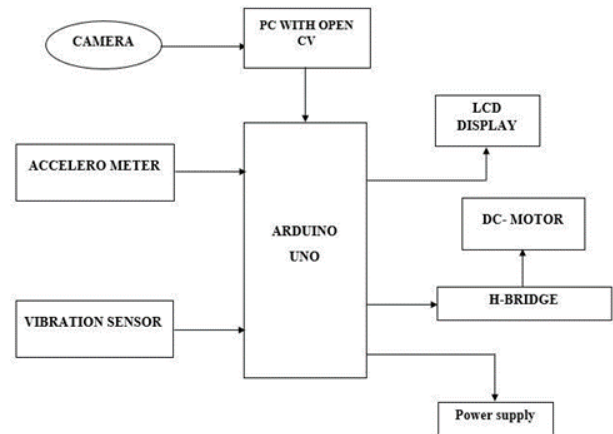 CAMERA
PC WITH OPEN
CV
LCD
DISPLAY
ACCELERO METER
ARDUINO
UNO
DC- MOTOR
H-BRIDGE
VIBRATION SENSOR
Power supply